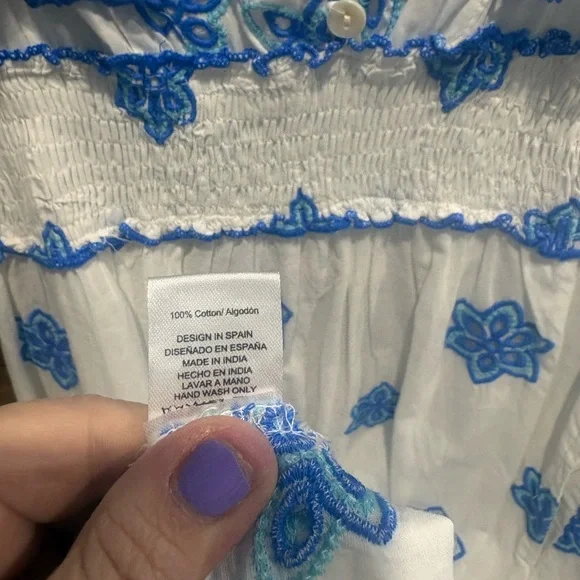 100% Cotton/ Algodón
DESIGN IN SPAIN
DISEÑADO EN ESPAÑA
MADE IN INDIA
HECHO EN INDIA
LAVAR A MANO
HAND WASH ONLY